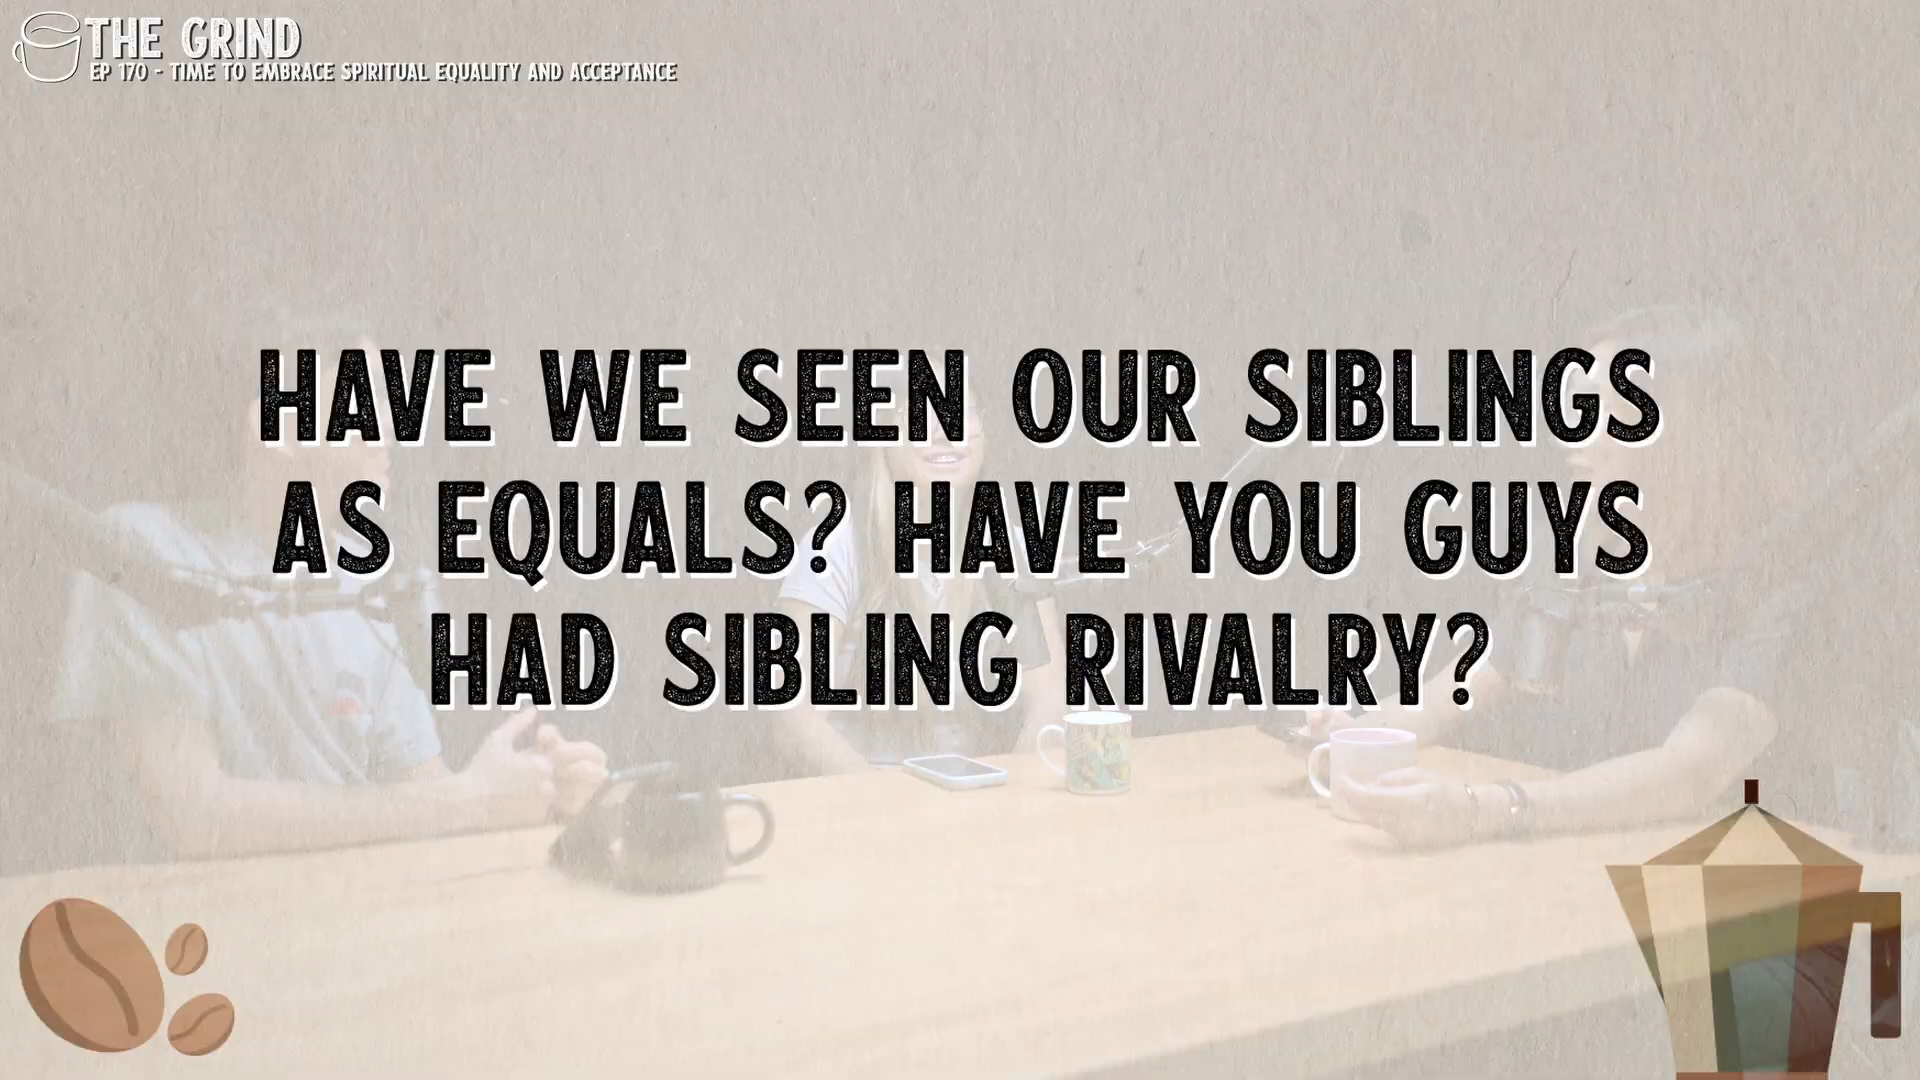 THE GRIND
EP 170 - TIME TO EMBRACE SPIRITUAL EQUALITY AND ACCEPTANCE
HAVE WE SEEN OUR SIBLINGS
AS EQUALS? HAVE YOU GUYS
HAD SIBLING RIVALRY?